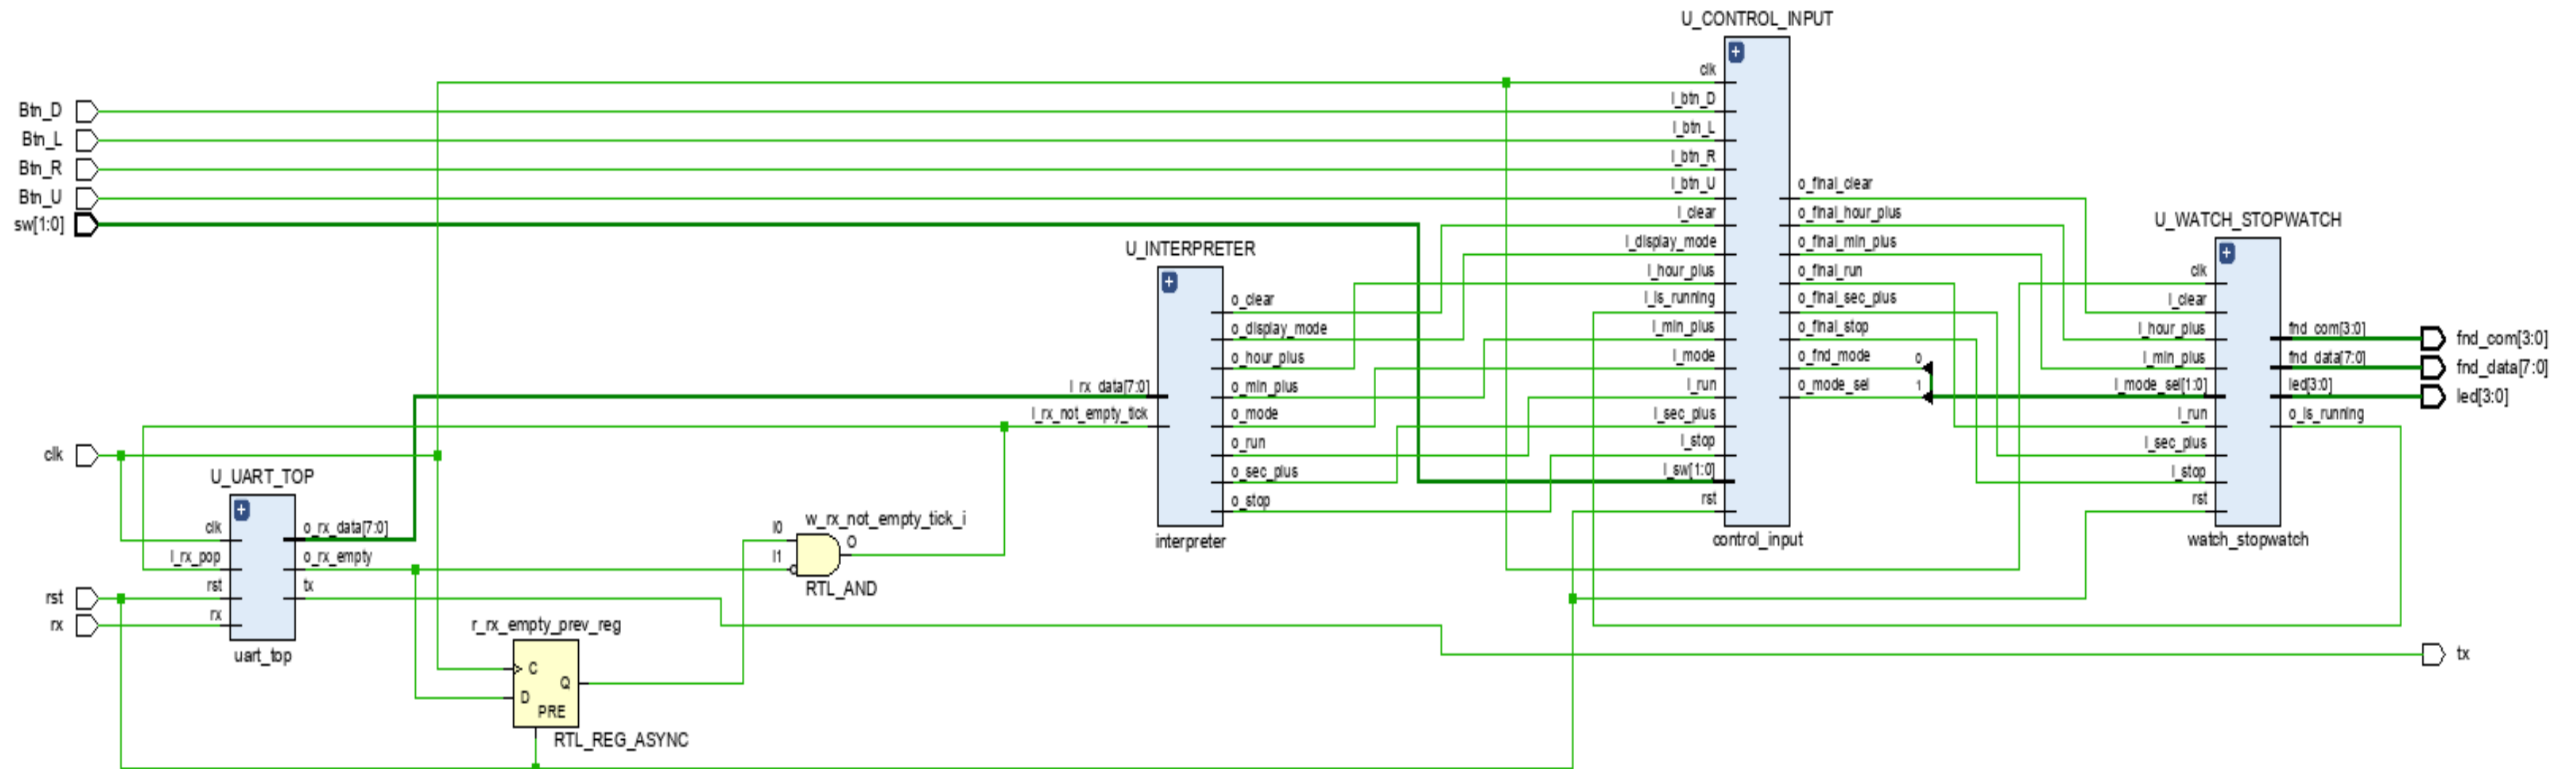 U_CONTROL_INPUT
clk
I_btn_D
I_btn_L
I_btn_R
I_btn_U
I_clear
I_display_mode
I_hour_plus
I_is_running
I_min_plus
I_mode
I_run
I_sec_plus
I_stop
I_sw[1:0]
rst
o_final_clear
o_final_hour_plus
o_final_min_plus
o_final_run
o_final_sec_plus
o_final_stop
o_fnd_mode
o_mode_sel
0
1
control_input
Btn_D
Btn_L
Btn_R
Btn_U
sw[1:0]
clk
rst
rx
U_UART_TOP
clk
I_rx_pop
rst
rx
o_rx_data[7:0]
o_rx_empty
tx
uart_top
r_rx_empty_prev_reg
C
D
Q
PRE
RTL_REG_ASYNC
w_rx_not_empty_tick_i
I0
I1
O
RTL_AND
U_INTERPRETER
I_rx_data[7:0]
I_rx_not_empty_tick
o_clear
o_display_mode
o_hour_plus
o_min_plus
o_mode
o_run
o_sec_plus
o_stop
interpreter
U_WATCH_STOPWATCH
clk
I_clear
I_hour_plus
I_min_plus
I_mode_sel[1:0]
I_run
I_sec_plus
I_stop
rst
fnd_com[3:0]
fnd_data[7:0]
led[3:0]
o_is_running
watch_stopwatch
fnd_com[3:0]
fnd_data[7:0]
led[3:0]
tx